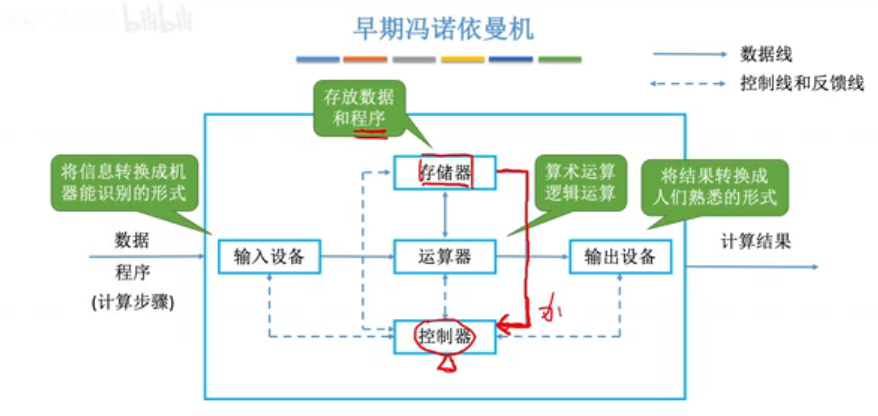 bilibili
早期冯诺依曼机
数据线
控制线和反馈线
存放数据
和程序
将信息转换成机
器能识别的形式
存储器
算术运算
逻辑运算
将结果转换成
人们熟悉的形式
数据
程序
(计算步骤)
输入设备
运算器
输出设备
计算结果
控制器